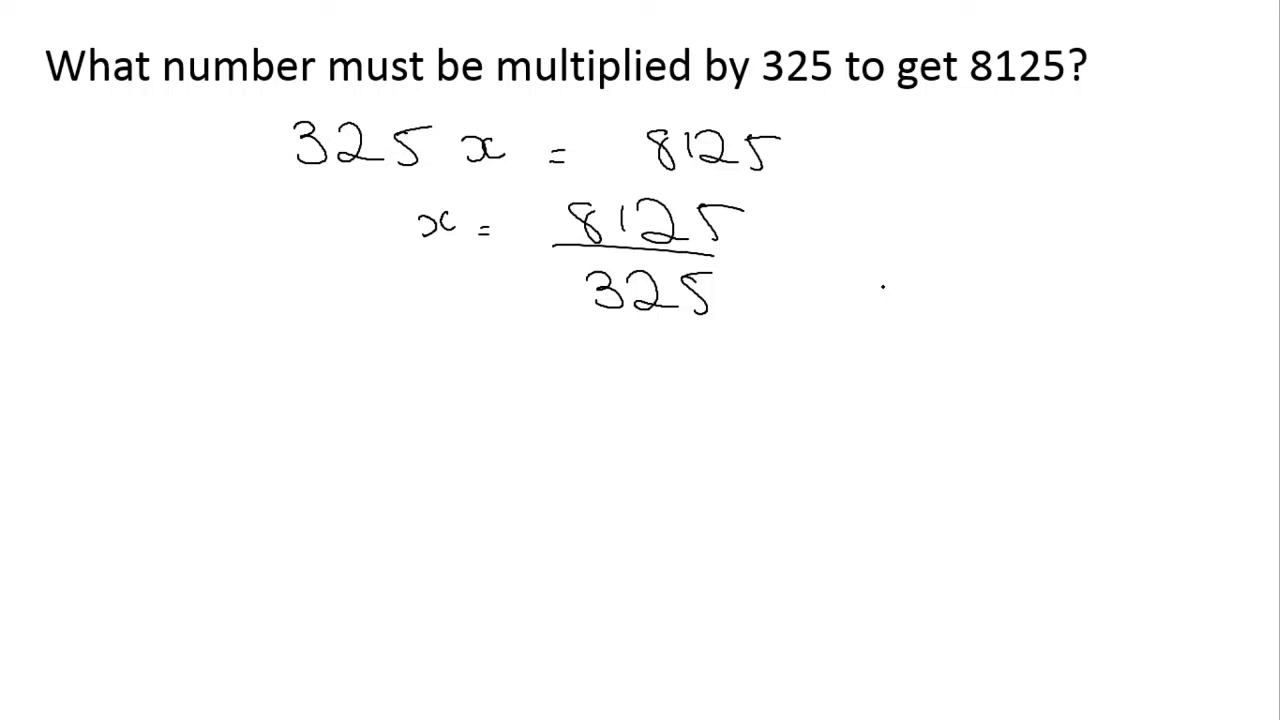 What number must be multiplied by 325 to get 8125?
325 x = 8125
x = 8125
325